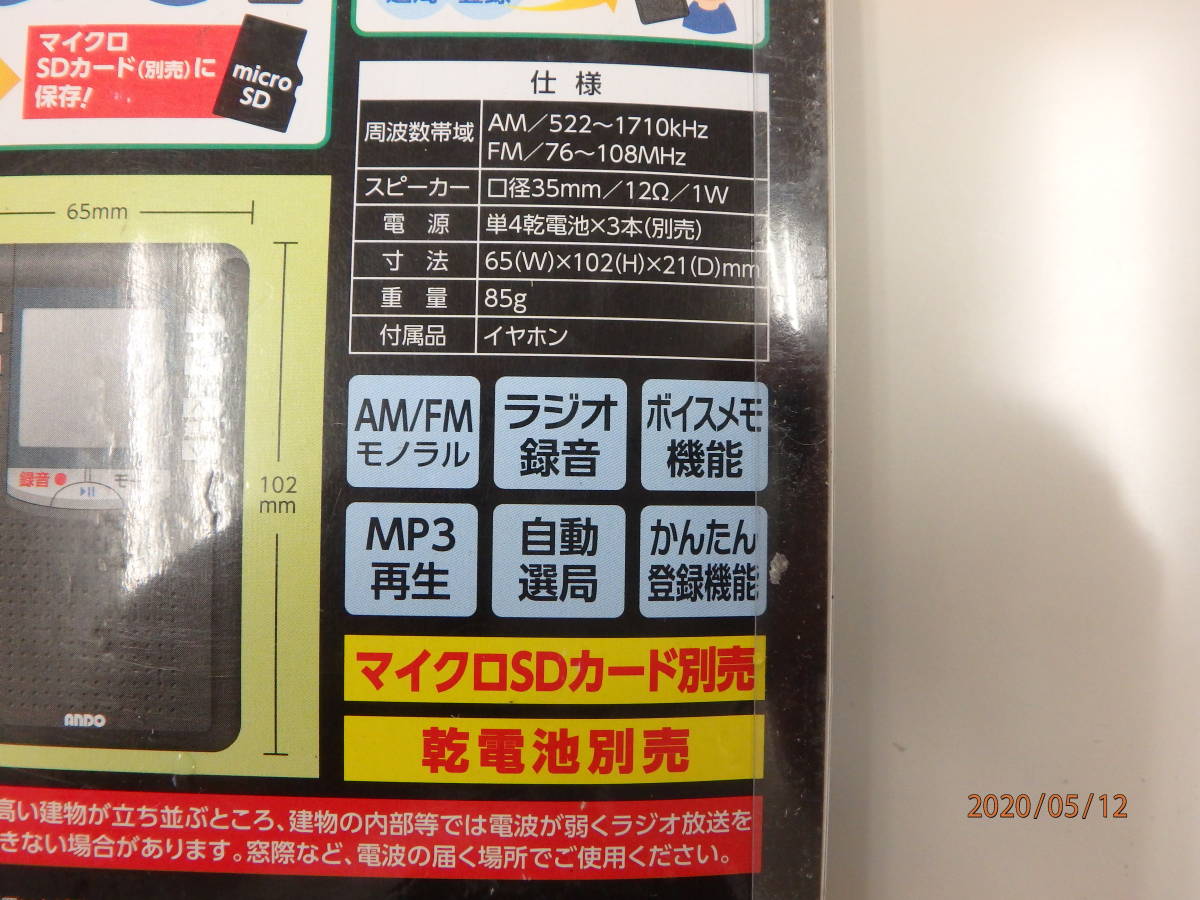 マイクロ
SDカード(別売)に
保存!
micro
SD
仕 様
周波数帯域 AM/522~1710kHz
FM/76~108MHz
スピーカー 口径35mm/12Ω/1W
電 源 単4乾電池×3本(別売)
寸 法 65(W)×102(H)×21(D)mm
重 量 85g
付属品 イヤホン
65mm
録音
102
mm
ANDO
AM/FM
モノラル
ラジオ
録音
ボイスメモ
機能
MP3
再生
自動
選局
かんたん
登録機能
マイクロSDカード別売
乾電池別売
高い建物が立ち並ぶところ、建物の内部等では電波が弱くラジオ放送を
きない場合があります。窓際など、電波の届く場所でご使用ください。
2020/05/12